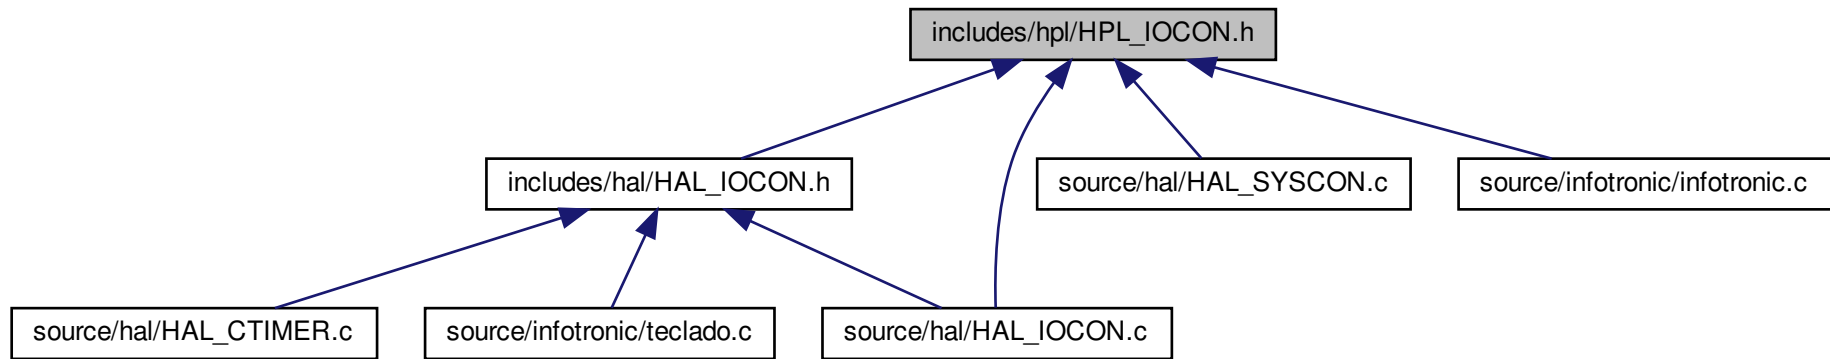 includes/hpl/HPL_IOCON.h
includes/hal/HAL_IOCON.h
source/hal/HAL_SYSCON.c
source/infotronic/infotronic.c
source/hal/HAL_CTIMER.c
source/infotronic/teclado.c
source/hal/HAL_IOCON.c